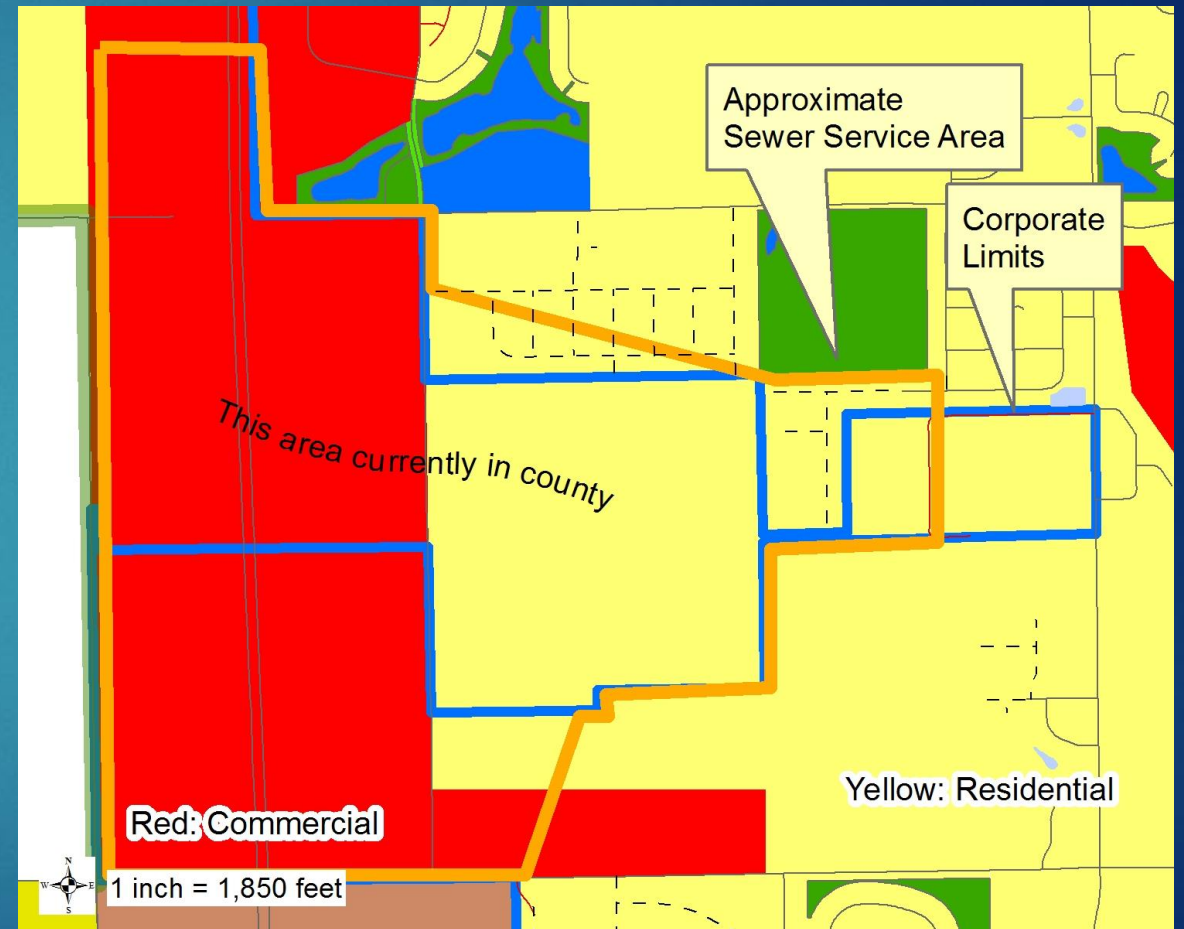 Approximate
Sewer Service Area
Corporate
Limits
This area currently in county
Yellow: Residential
Red: Commercial
N
W E
S
1 inch = 1,850 feet